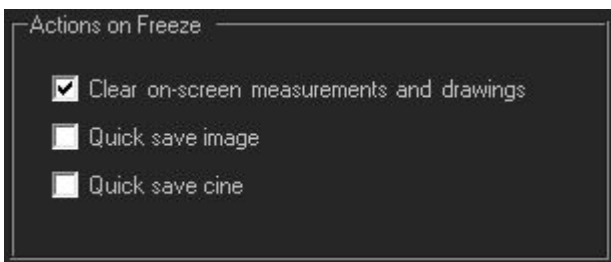 Actions on Freeze
Clear on-screen measurements and drawings
Quick save image
Quick save cine